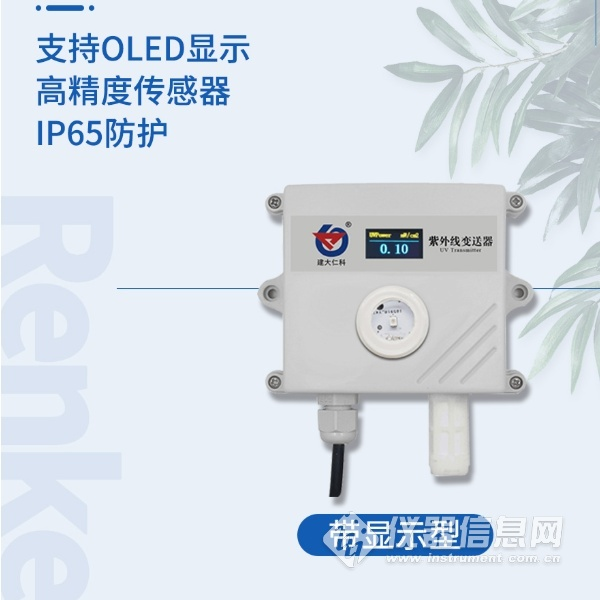 支持OLED显示
高精度传感器
IP65防护
Renke
®
建大仁科
UVPower mW/cm2
0.10
紫外线变送器
UV Transmitter
带显示型
仪器信息网
www.instrument.com.cn